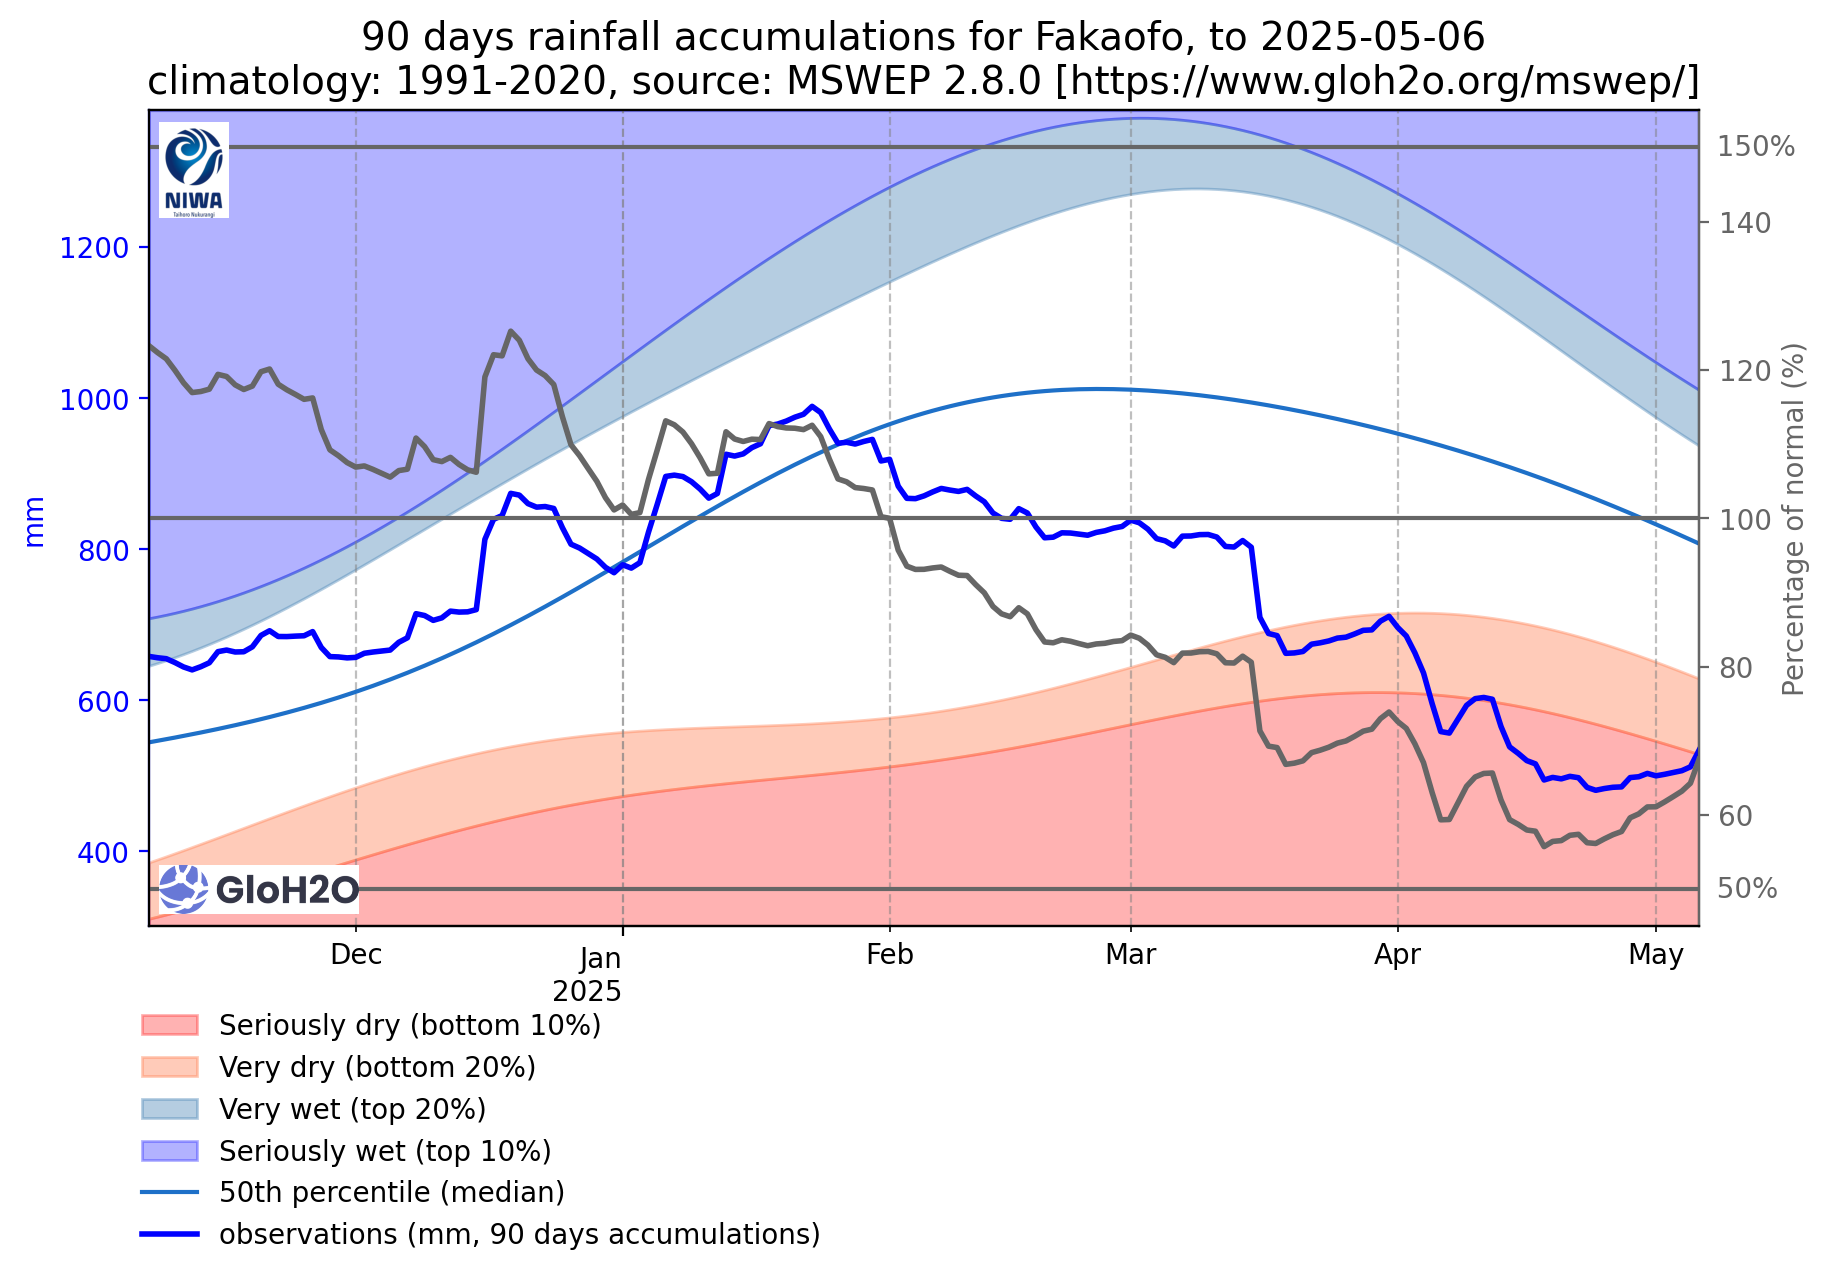 90 days rainfall accumulations for Fakaofo, to 2025-05-06
climatology: 1991-2020, source: MSWEP 2.8.0 [https://www.gloh2o.org/mswep/]
NIWA
Taihoro Nukurangi
150%
140
120
100
80
60
50%
Percentage of normal (%)
1200
1000
800
600
400
mm
GloH2O
Dec
Jan
2025
Feb
Mar
Apr
May
Seriously dry (bottom 10%)
Very dry (bottom 20%)
Very wet (top 20%)
Seriously wet (top 10%)
50th percentile (median)
observations (mm, 90 days accumulations)